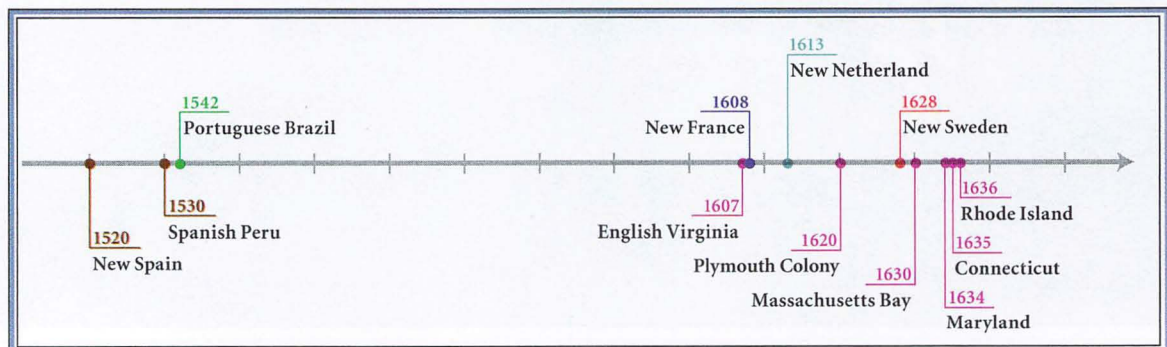 1613
New Netherland
1542
Portuguese Brazil
1608
New France
1628
New Sweden
1530
Spanish Peru
1520
New Spain
1607
English Virginia
1620
Plymouth Colony
1630
Massachusetts Bay
1636
Rhode Island
1635
Connecticut
1634
Maryland